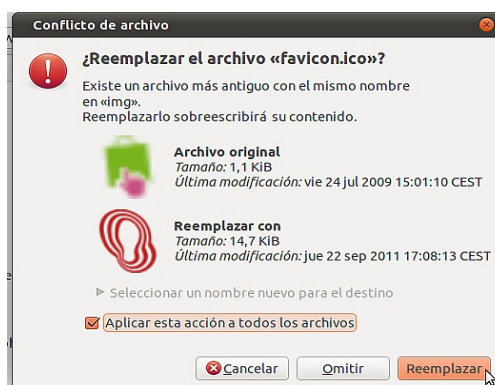 Conflicto de archivo
¿Reemplazar el archivo «favicon.ico»?
Existe un archivo más antiguo con el mismo nombre
en «img».
Reemplazarlo sobreescribirá su contenido.
Archivo original
Tamaño: 1,1 KiB
Última modificación: vie 24 jul 2009 15:01:10 CEST
Reemplazar con
Tamaño: 14,7 KiB
Última modificación: jue 22 sep 2011 17:08:13 CEST
Seleccionar un nombre nuevo para el destino
Aplicar esta acción a todos los archivos
Cancelar Omitir Reemplazar